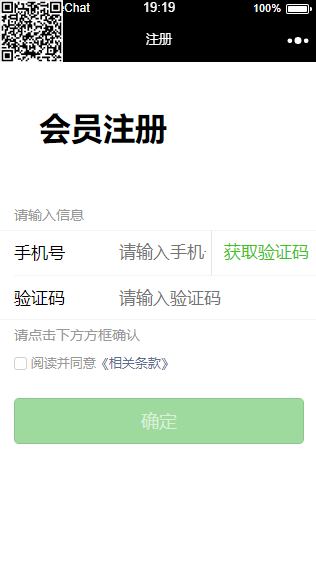 Chat 19:19 100%
注册
会员注册
请输入信息
手机号 请输入手机 获取验证码
验证码 请输入验证码
请点击下方方框确认
阅读并同意《相关条款》
确定